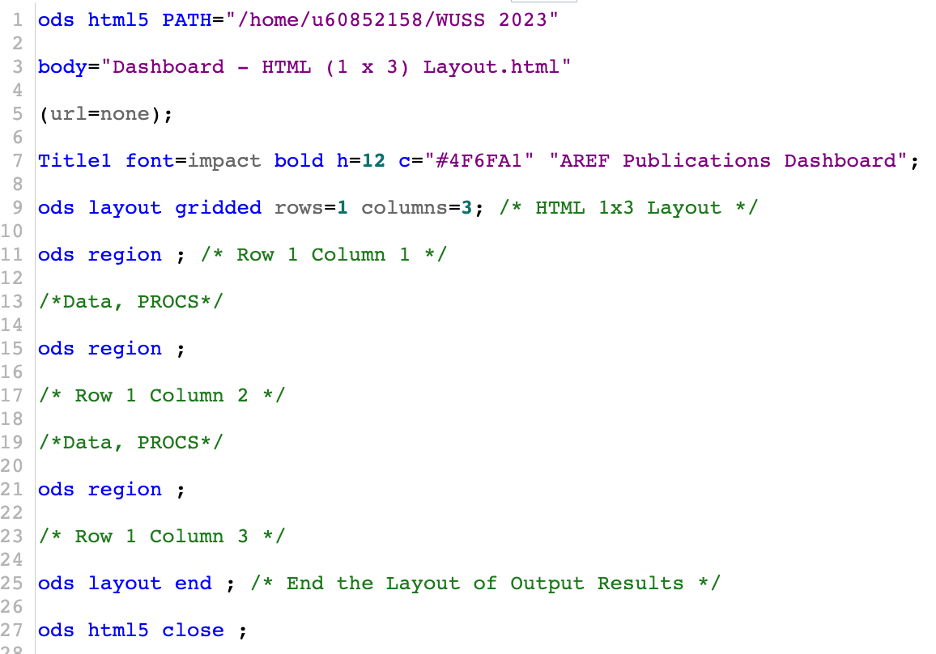 1 ods html5 PATH="/home/u60852158/WUSS 2023"
2
3 body="Dashboard - HTML (1 x 3) Layout.html"
4
5 (url=none);
6
7 Title1 font=impact bold h=12 c="#4F6FA1" "AREF Publications Dashboard";
8
9 ods layout gridded rows=1 columns=3; /* HTML 1x3 Layout */
10
11 ods region ; /* Row 1 Column 1 */
12
13 /*Data, PROCS*/
14
15 ods region ;
16
17 /* Row 1 Column 2 */
18
19 /*Data, PROCS*/
20
21 ods region ;
22
23 /* Row 1 Column 3 */
24
25 ods layout end ; /* End the Layout of Output Results */
26
27 ods html5 close ;
28